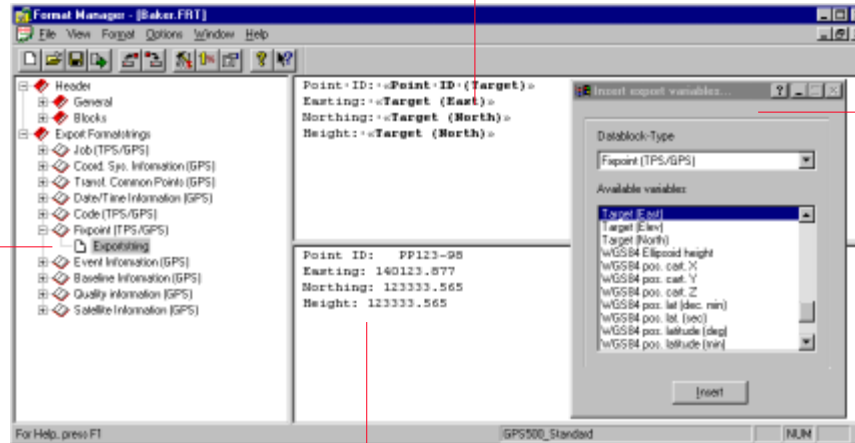 Format Manager - [Baker.FRT]
File View Format Options Window Help
Header
General
Blocks
Export Formatstrings
Job (TPS/GPS)
Coord. Sys. Information (GPS)
Transf. Common Points (GPS)
Date/Time Information (GPS)
Code (TPS/GPS)
Fixpoint (TPS/GPS)
Exportstring
Event Information (GPS)
Baseline Information (GPS)
Quality information (GPS)
Satellite Information (GPS)
Point·ID:·«Point·ID·(Target)»
Easting:·«Target (East)»
Northing:·«Target (North)»
Height:·«Target (North)»
Point ID: PP123-98
Easting: 140123.877
Northing: 123333.565
Height: 123333.565
Insert export variables...
Datablock-Type
Fixpoint (TPS/GPS)
Available variables
Target (East)
Target (Elev)
Target (North)
WGS84 Ellipsoid height
WGS84 pos. cart. X
WGS84 pos. cart. Y
WGS84 pos. cart. Z
WGS84 pos. lat (dec. min)
WGS84 pos. lat. (sec)
WGS84 pos. latitude (deg)
WGS84 pos. latitude (min)
Insert
For Help, press F1
GPS500_Standard
NUM